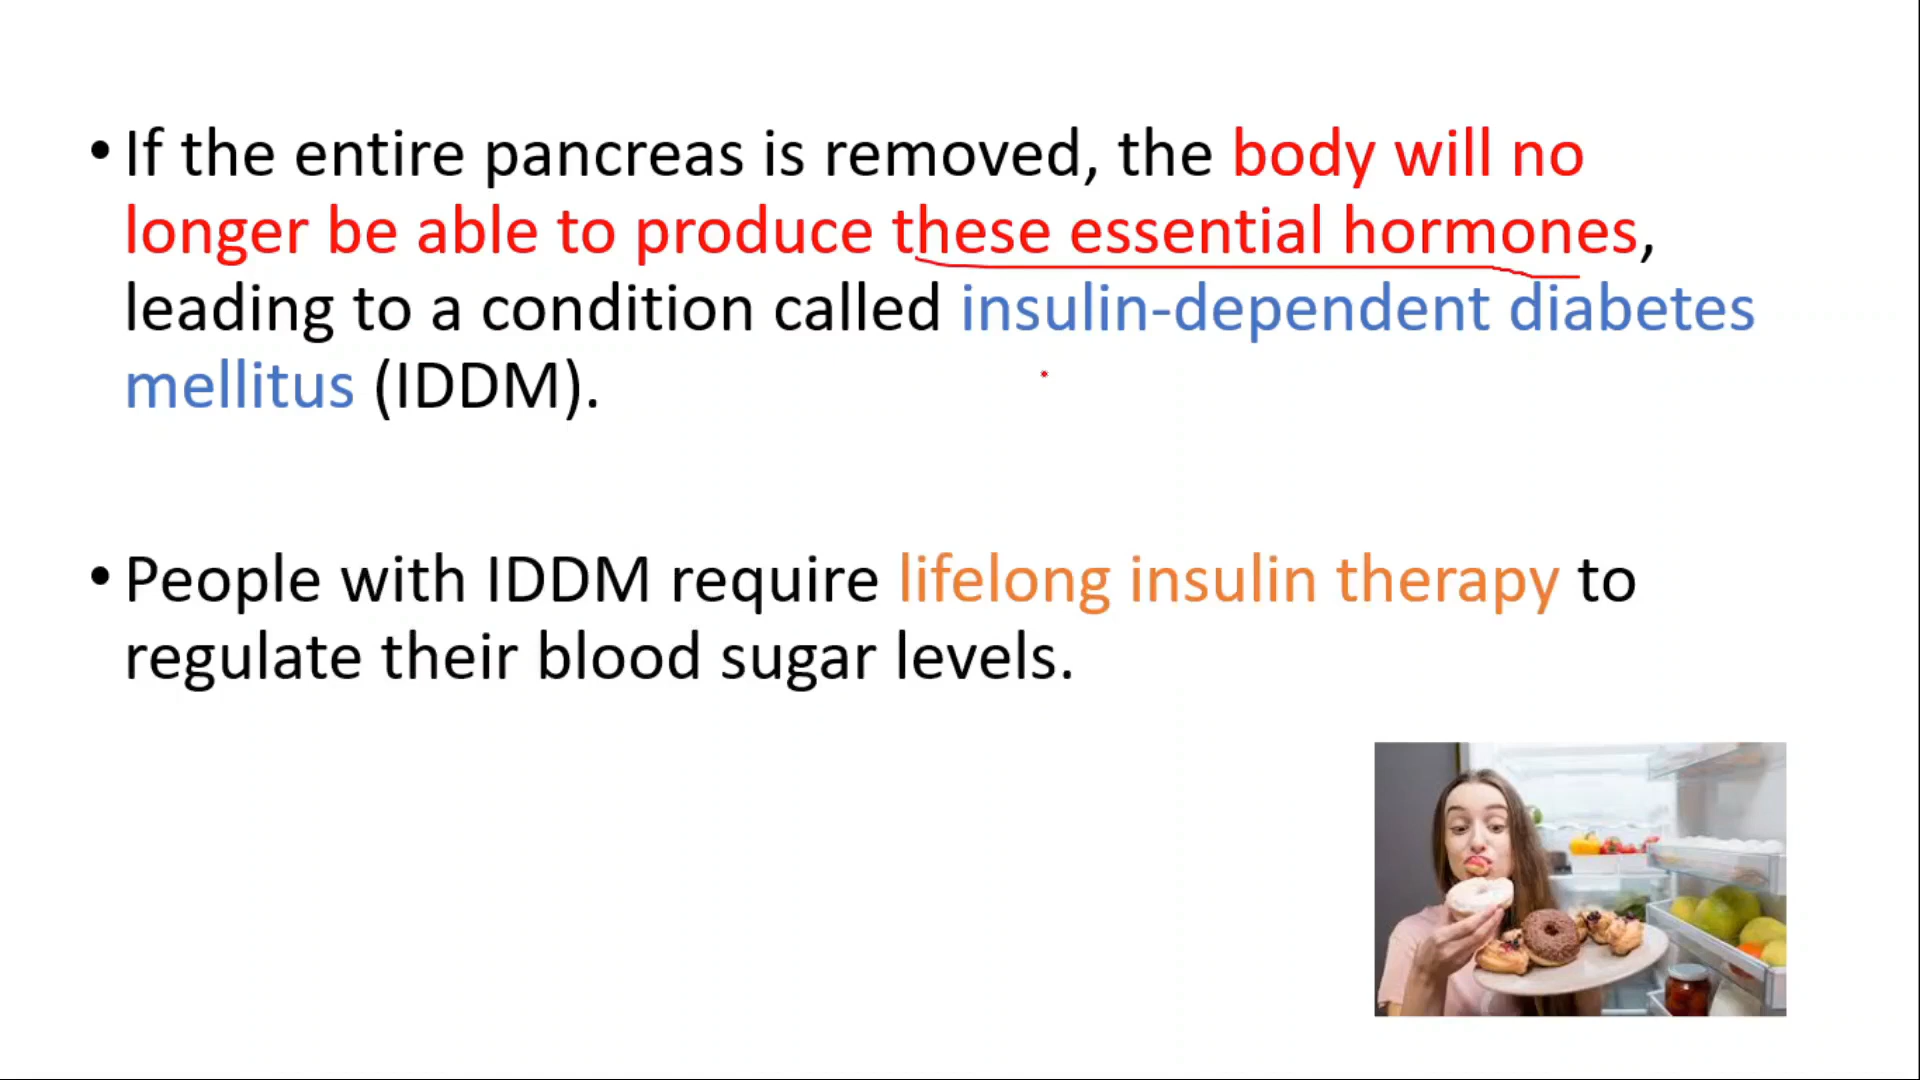 • If the entire pancreas is removed, the body will no
longer be able to produce these essential hormones,
leading to a condition called insulin-dependent diabetes
mellitus (IDDM).
• People with IDDM require lifelong insulin therapy to
regulate their blood sugar levels.